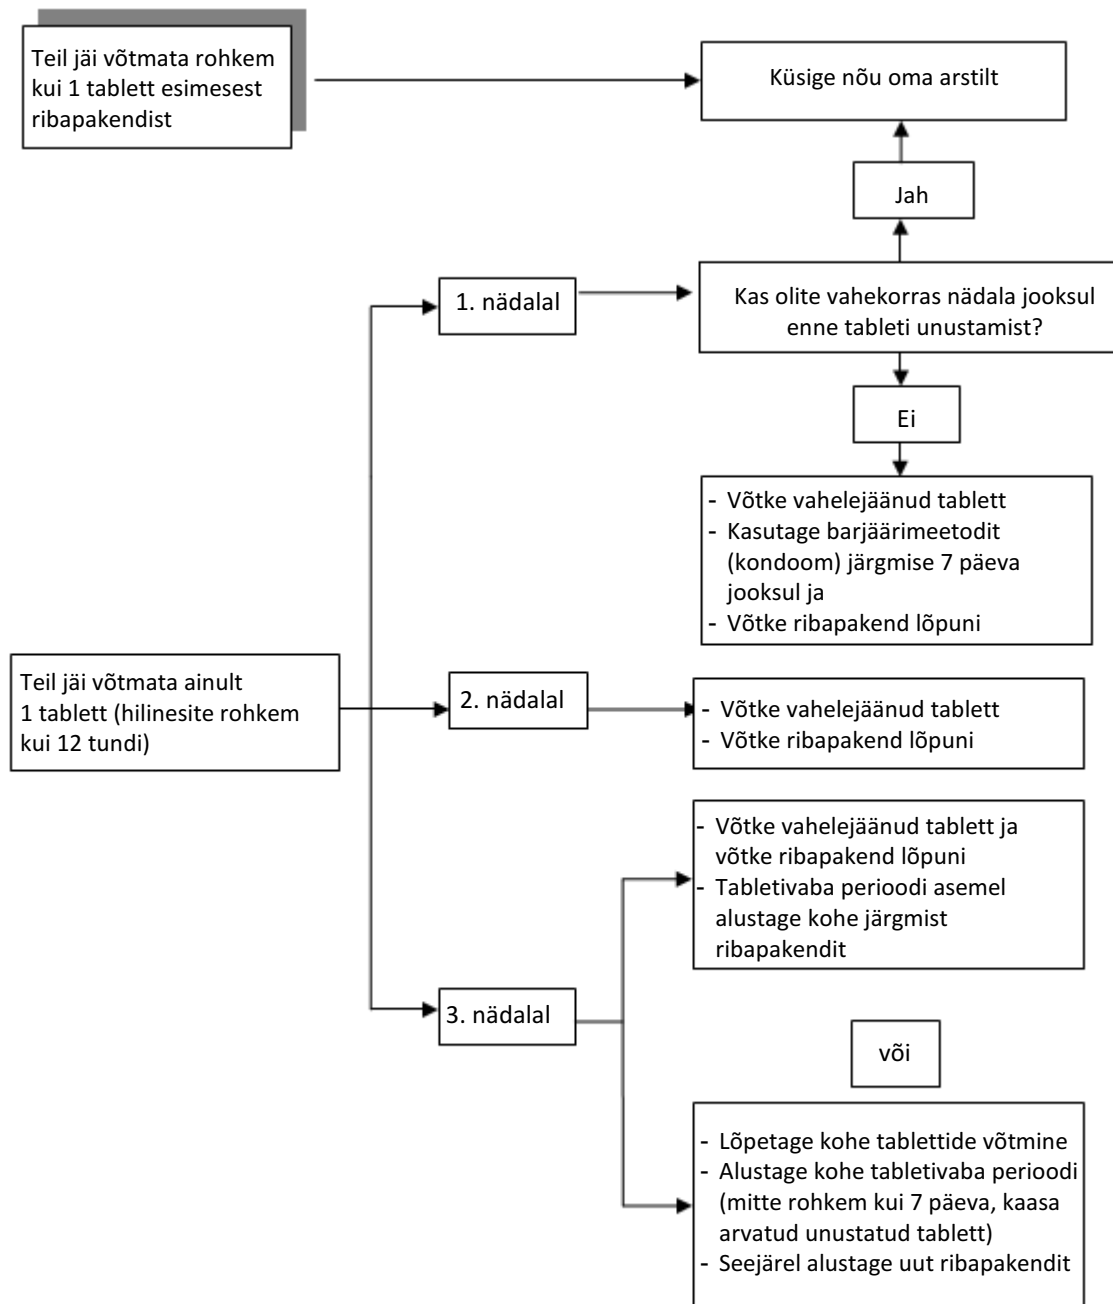 Teil jäi võtmata rohkem
kui 1 tablett esimesest
ribapakendist
Küsige nõu oma arstilt
Jah
1. nädalal
Kas olite vahekorras nädala jooksul
enne tableti unustamist?
Ei
- Võtke vahelejäänud tablett
- Kasutage barjäärimeetodit
(kondoom) järgmise 7 päeva
jooksul ja
- Võtke ribapakend lõpuni
Teil jäi võtmata ainult
1 tablett (hilinesite rohkem
kui 12 tundi)
2. nädalal
- Võtke vahelejäänud tablett
- Võtke ribapakend lõpuni
- Võtke vahelejäänud tablett ja
võtke ribapakend lõpuni
- Tabletivaba perioodi asemel
alustage kohe järgmist
ribapakendit
3. nädalal
või
- Lõpetage kohe tablettide võtmine
- Alustage kohe tabletivaba perioodi
(mitte rohkem kui 7 päeva, kaasa
arvatud unustatud tablett)
- Seejärel alustage uut ribapakendit